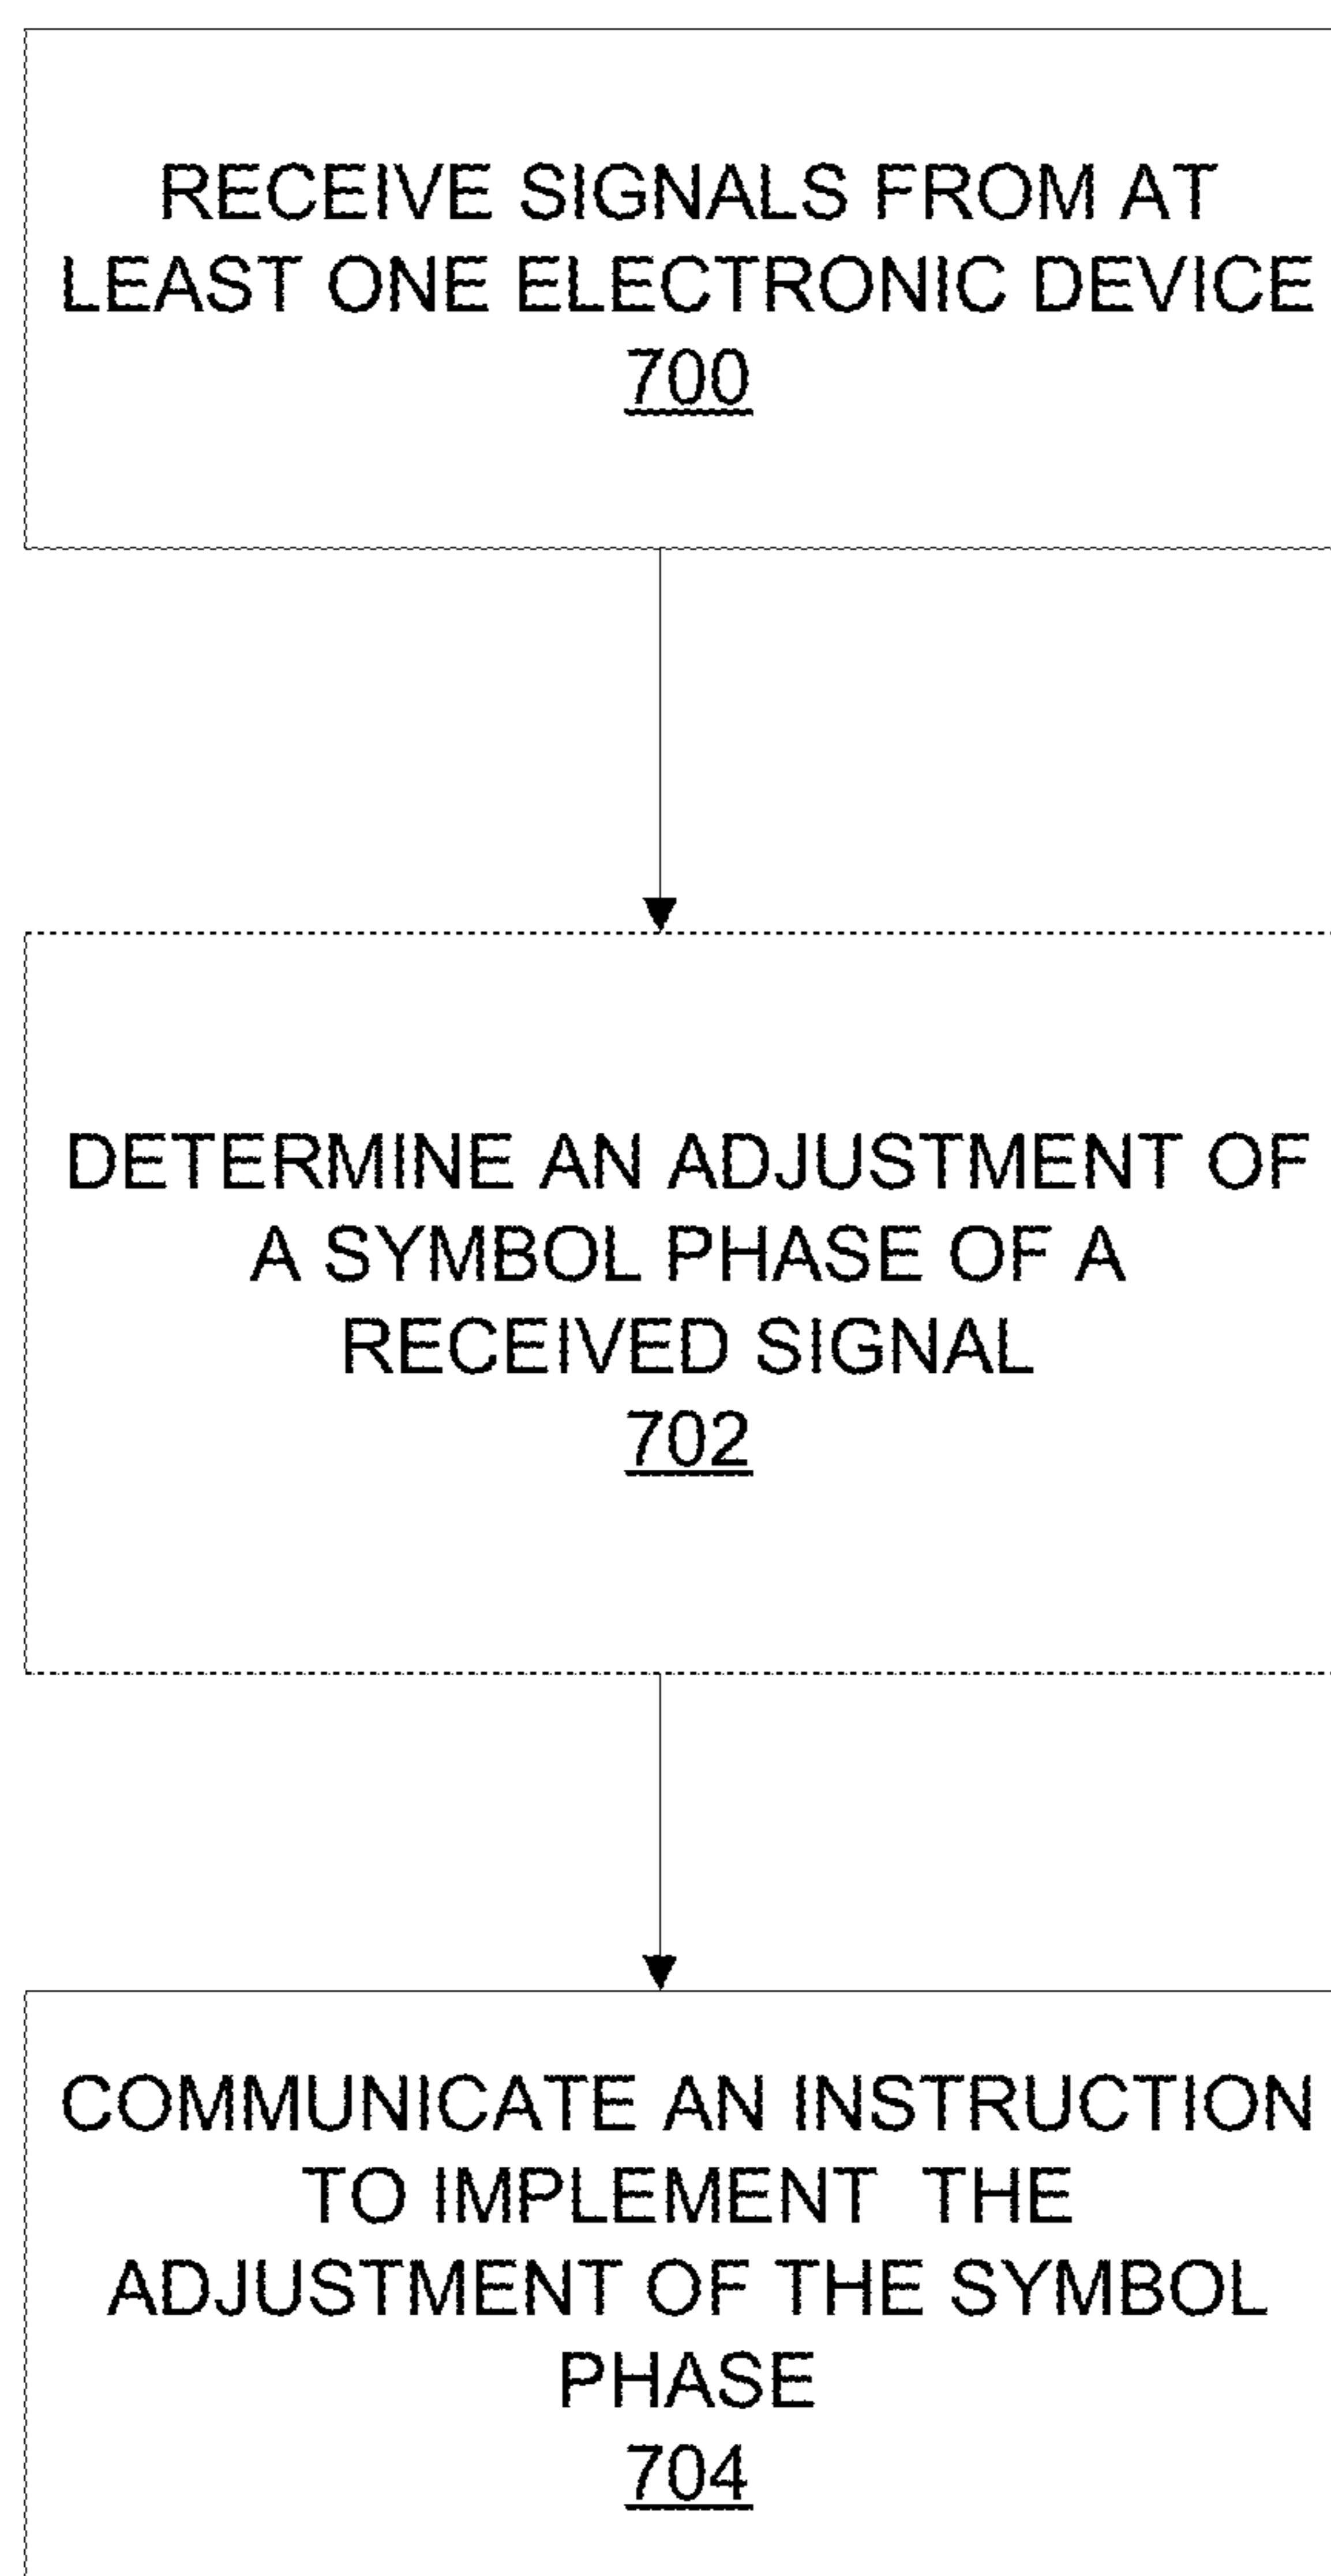 RECEIVE SIGNALS FROM AT
LEAST ONE ELECTRONIC DEVICE
700
DETERMINE AN ADJUSTMENT OF
A SYMBOL PHASE OF A
RECEIVED SIGNAL
702
COMMUNICATE AN INSTRUCTION
TO IMPLEMENT THE
ADJUSTMENT OF THE SYMBOL
PHASE
704